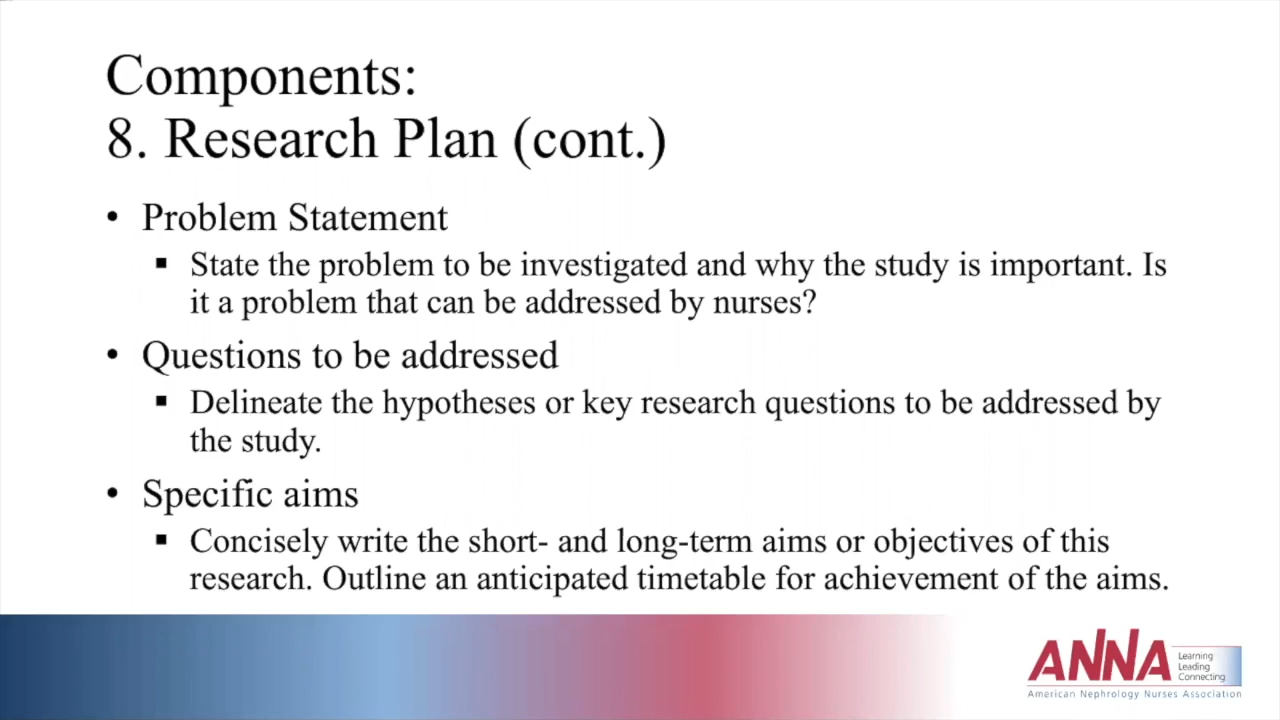 Components:
8. Research Plan (cont.)
• Problem Statement
▪ State the problem to be investigated and why the study is important. Is
it a problem that can be addressed by nurses?
• Questions to be addressed
▪ Delineate the hypotheses or key research questions to be addressed by
the study.
• Specific aims
▪ Concisely write the short- and long-term aims or objectives of this
research. Outline an anticipated timetable for achievement of the aims.
ANNA
Learning
Leading
Connecting
American Nephrology Nurses Association